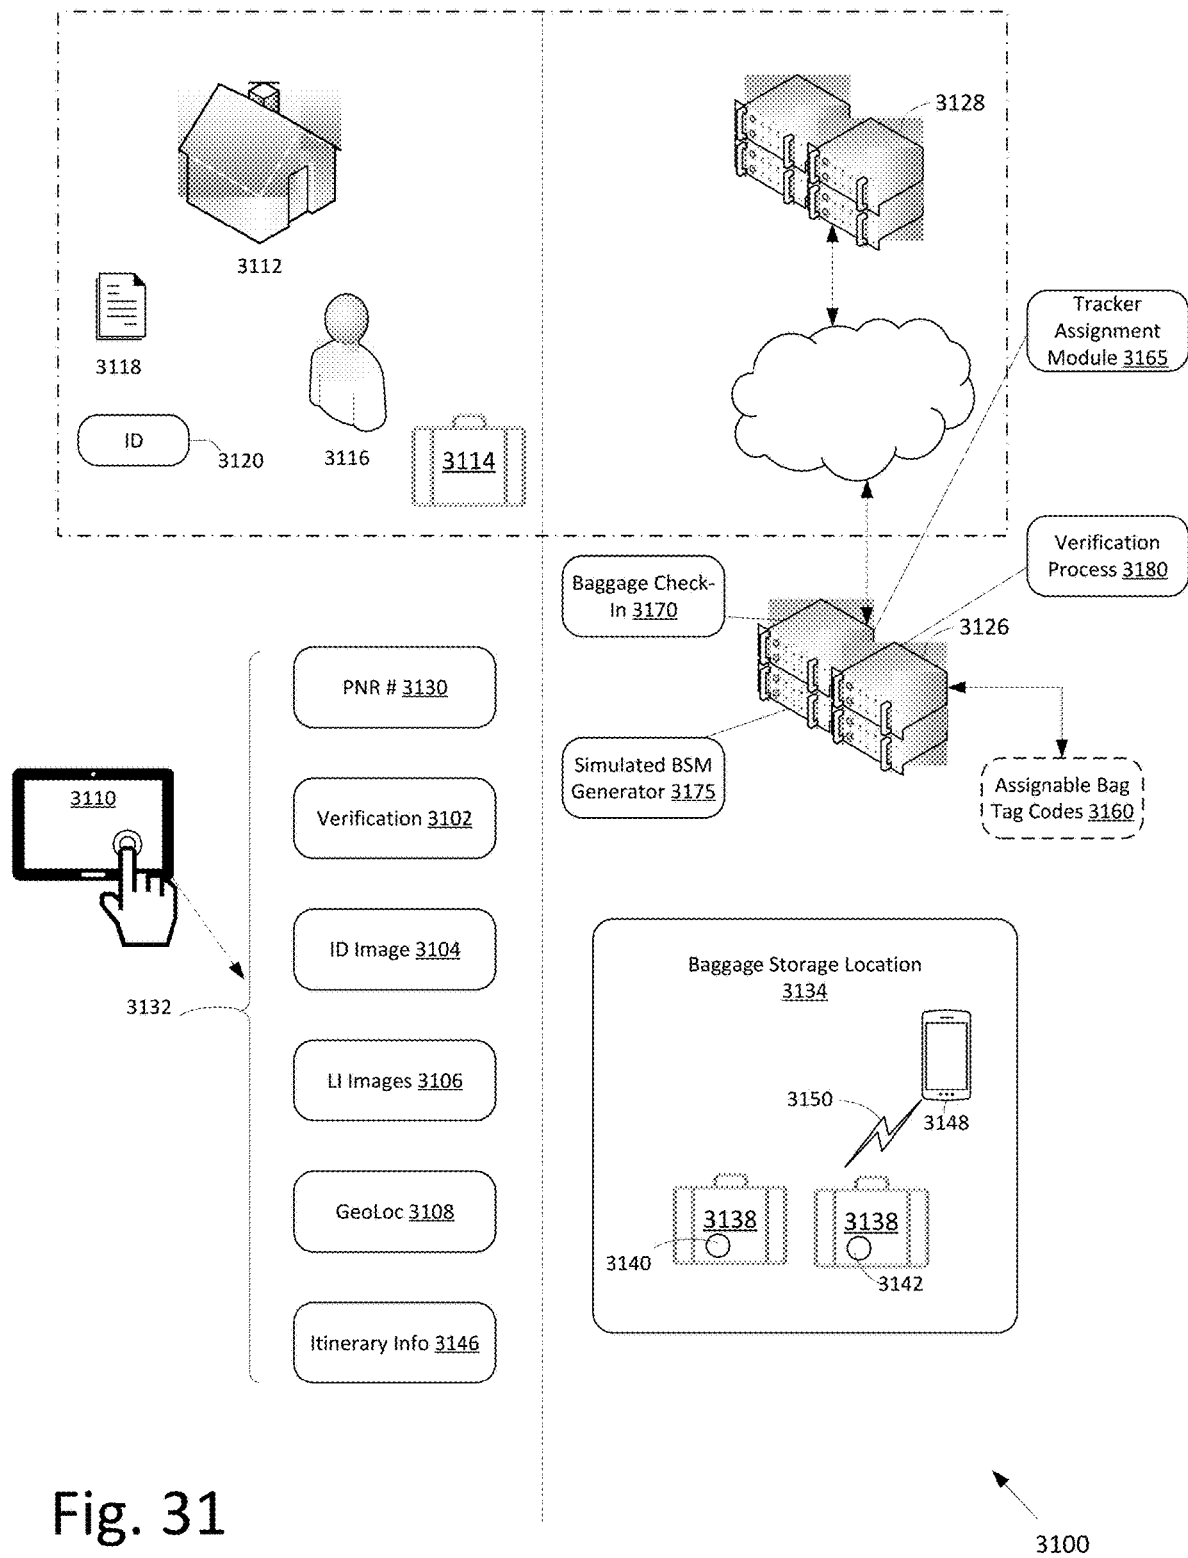 3128
3112
Tracker
Assignment
Module 3165
3118
ID
3120
3116
3114
Verification
Process 3180
Baggage Check-
In 3170
3126
PNR # 3130
Simulated BSM
Generator 3175
Assignable Bag
Tag Codes 3160
3110
Verification 3102
ID Image 3104
Baggage Storage Location
3134
3132
LI Images 3106
3150
3148
GeoLoc 3108
3138
3138
3140
3142
Itinerary Info 3146
Fig. 31
3100